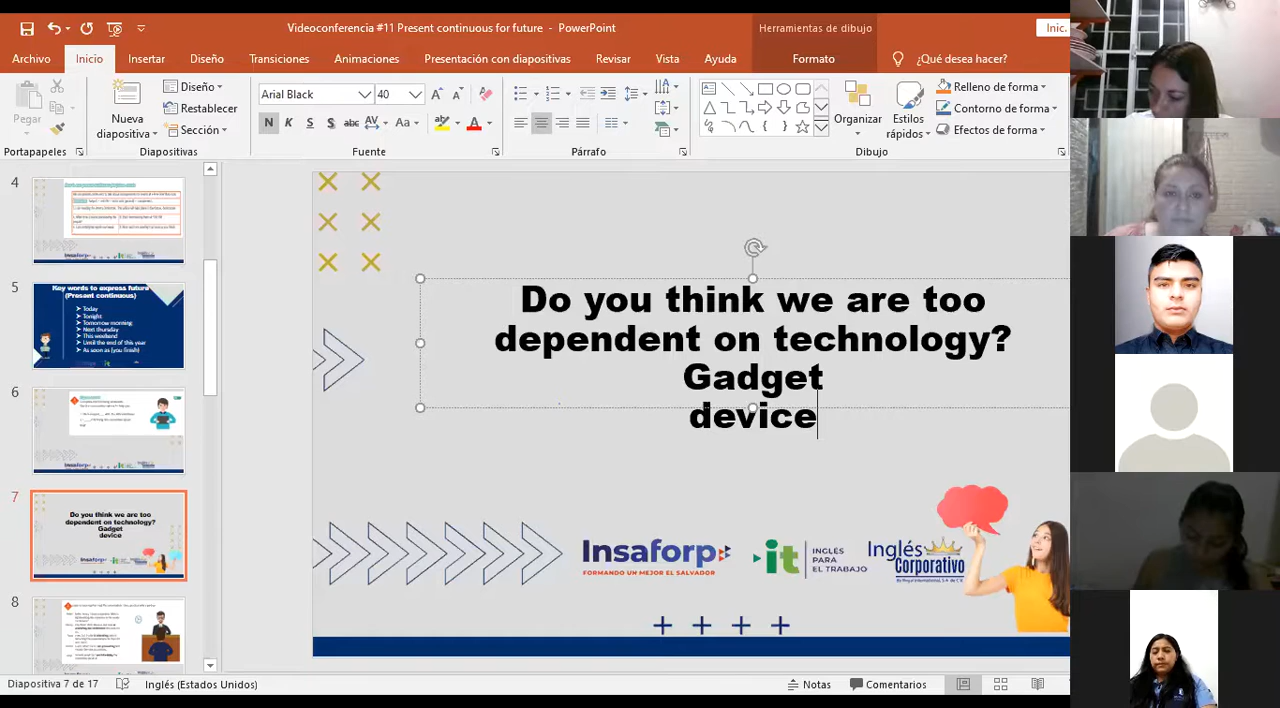 Videoconferencia #11 Present continuous for future - PowerPoint
Herramientas de dibujo
Inic.
Archivo
Inicio
Insertar
Diseño
Transiciones
Animaciones
Presentación con diapositivas
Revisar
Vista
Ayuda
Formato
¿Qué desea hacer?
Pegar
Nueva diapositiva
Diseño
Restablecer
Sección
Arial Black
40
N K S S abc AV Aa A
Organizar
Estilos rápidos
Relleno de forma
Contorno de forma
Efectos de forma
Portapapeles
Diapositivas
Fuente
Párrafo
Dibujo
4
5
Key words to express future
(Present continuous)
Today
Tonight
Tomorrow morning
Next thursday
This weekend
Until the end of this year
As soon as (you finish)
6
7
Do you think we are too
dependent on technology?
Gadget
device
8
Do you think we are too
dependent on technology?
Gadget
device
Insaforp
FORMANDO UN MEJOR EL SALVADOR
it
INGLÉS
PARA
EL TRABAJO
Inglés
Corporativo
Diapositiva 7 de 17
Inglés (Estados Unidos)
Notas
Comentarios